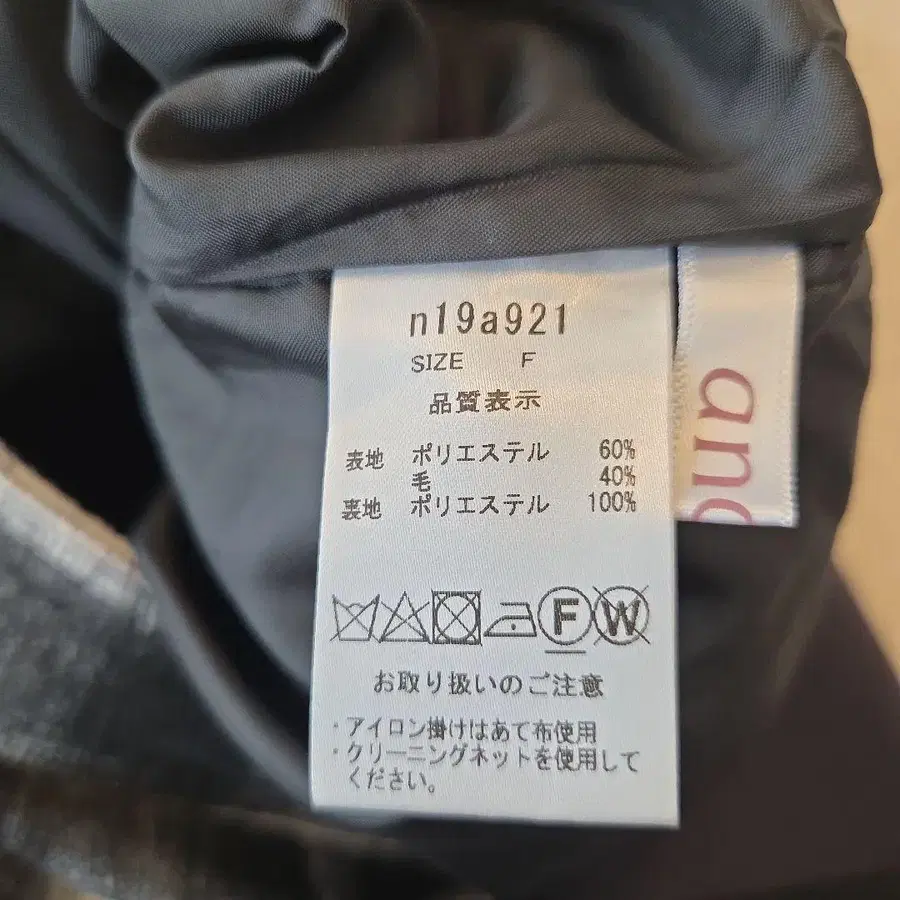 n19a921
SIZE F
品質表示
表地 ポリエステル 60%
毛 40%
裏地 ポリエステル 100%
F W
お取り扱いのご注意
・アイロン掛けはあて布使用
・クリーニングネットを使用して
ください。
and